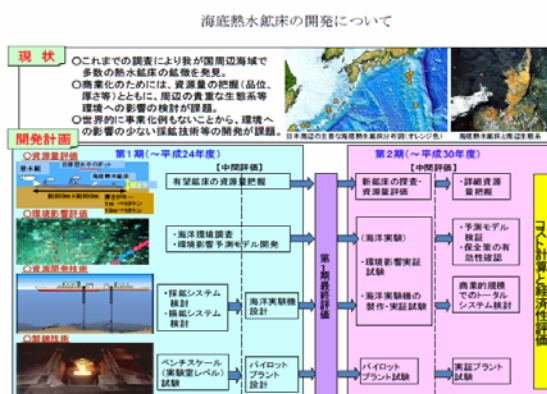 海底熱水鉱床の開発について
現 状
○これまでの調査により我が国周辺海域で
多数の熱水鉱床の鉱徴を発見。
○商業化のためには、資源量の把握(品位、
厚さ等)とともに、周辺の貴重な生態系等
環境への影響の検討が課題。
○世界的に事業化例もないことから、環境へ
の影響の少ない採鉱技術等の開発が課題。
日本周辺の主要な海底熱水鉱床分布図(オレンジ色)
海底熱水鉱床と周辺生態系
開発計画
第1期(~平成24年度)
第2期(~平成30年度)
○資源量評価
【中間評価】
【中間評価】
海底熱水鉱床
有望鉱床の資源量把握
新鉱床の探査・
資源量評価
・詳細資源
量把握
○環境影響評価
・海洋環境調査
・環境影響予測モデル開発
(海洋実験)
・環境影響実証
試験
・予測モデル
検証
・保全策の有
効性確認
第1期最終評価
コスト計算と経済性評価
○資源開発技術
・採鉱システム
検討
・揚鉱システム
検討
海洋実験機
設計
・海洋実験機の
製作・実証試験
商業的規模
でのトータル
システム検討
○製錬技術
ベンチスケール
(実験室レベル)
試験
パイロット
プラント
設計
パイロット
プラント試験
実証プラント
試験